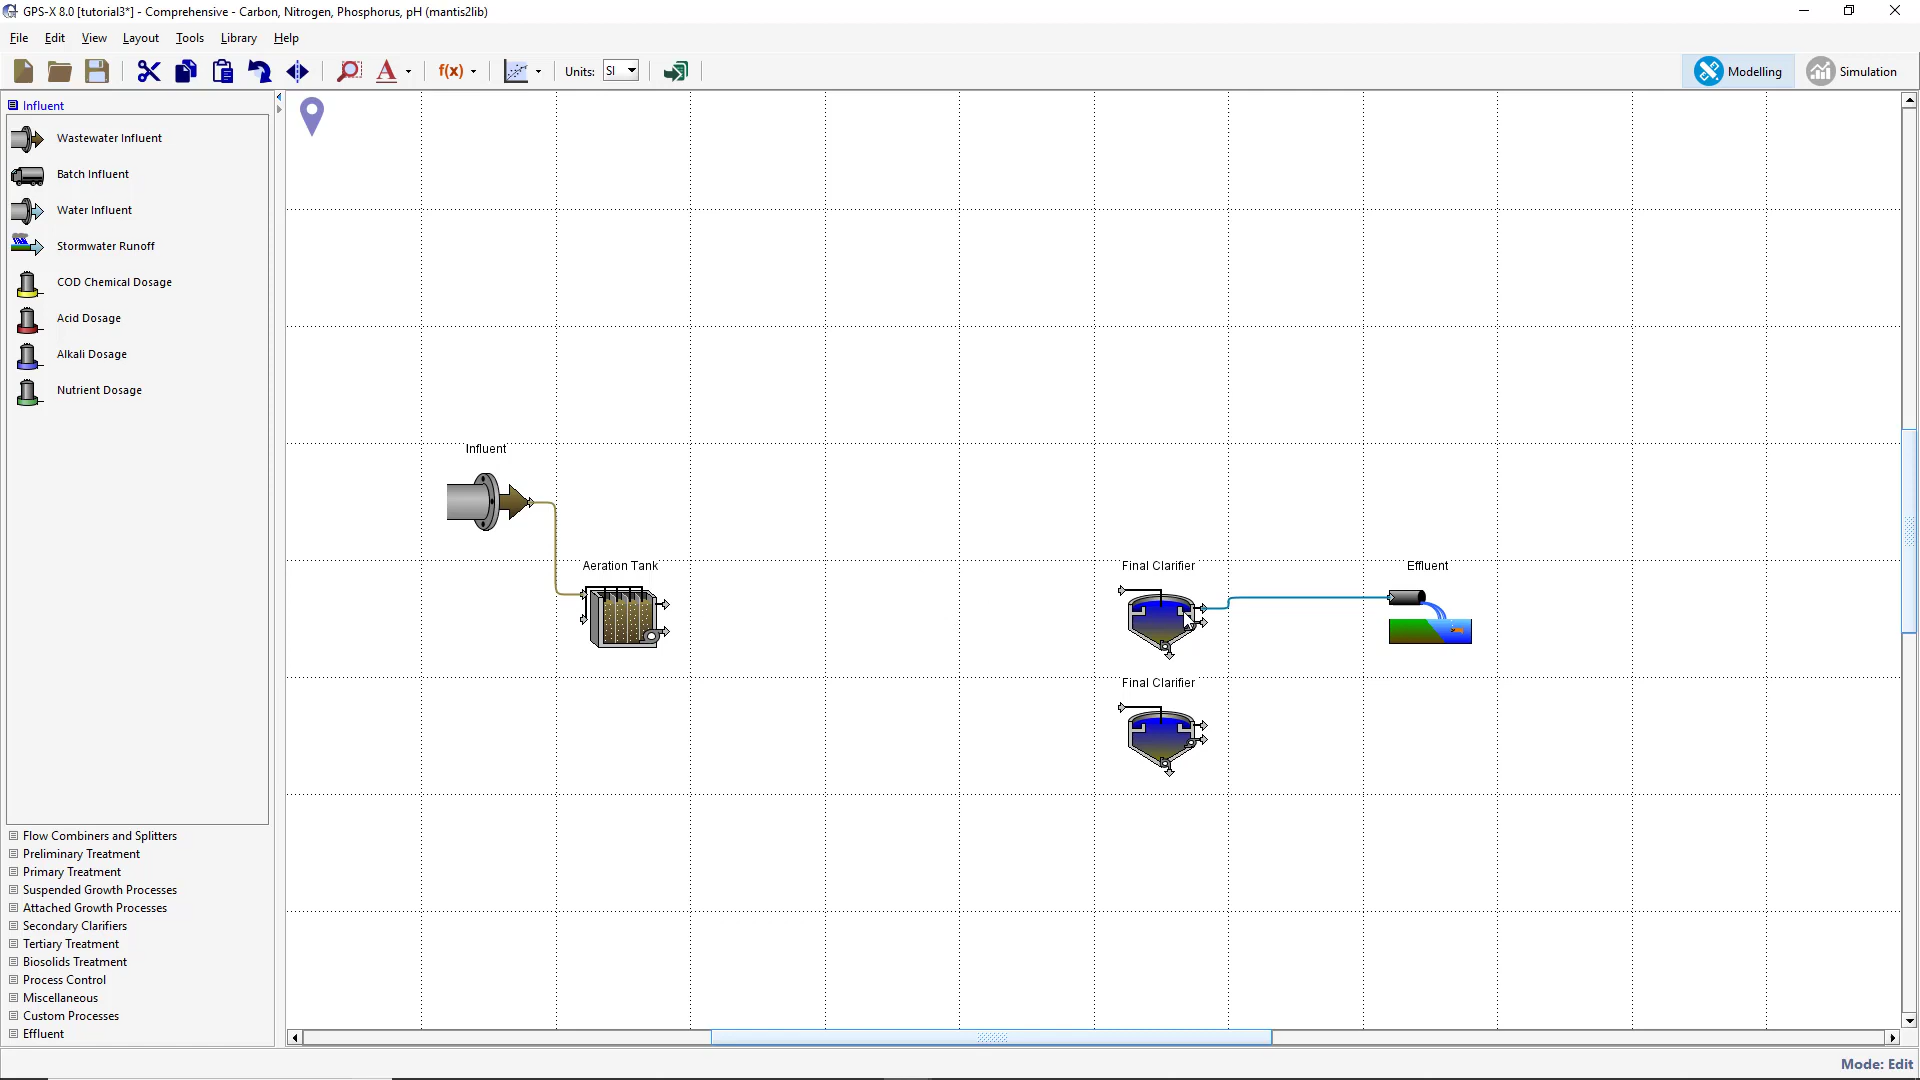 GPS-X 8.0 [tutorial3*] - Comprehensive - Carbon, Nitrogen, Phosphorus, pH (mantis2lib)
File Edit View Layout Tools Library Help
A f(x) Units: SI Modelling Simulation
Influent
Wastewater Influent
Batch Influent
Water Influent
Stormwater Runoff
COD Chemical Dosage
Acid Dosage
Alkali Dosage
Nutrient Dosage
Flow Combiners and Splitters
Preliminary Treatment
Primary Treatment
Suspended Growth Processes
Attached Growth Processes
Secondary Clarifiers
Tertiary Treatment
Biosolids Treatment
Process Control
Miscellaneous
Custom Processes
Effluent
Influent
Aeration Tank
Final Clarifier
Effluent
Final Clarifier
Mode: Edit